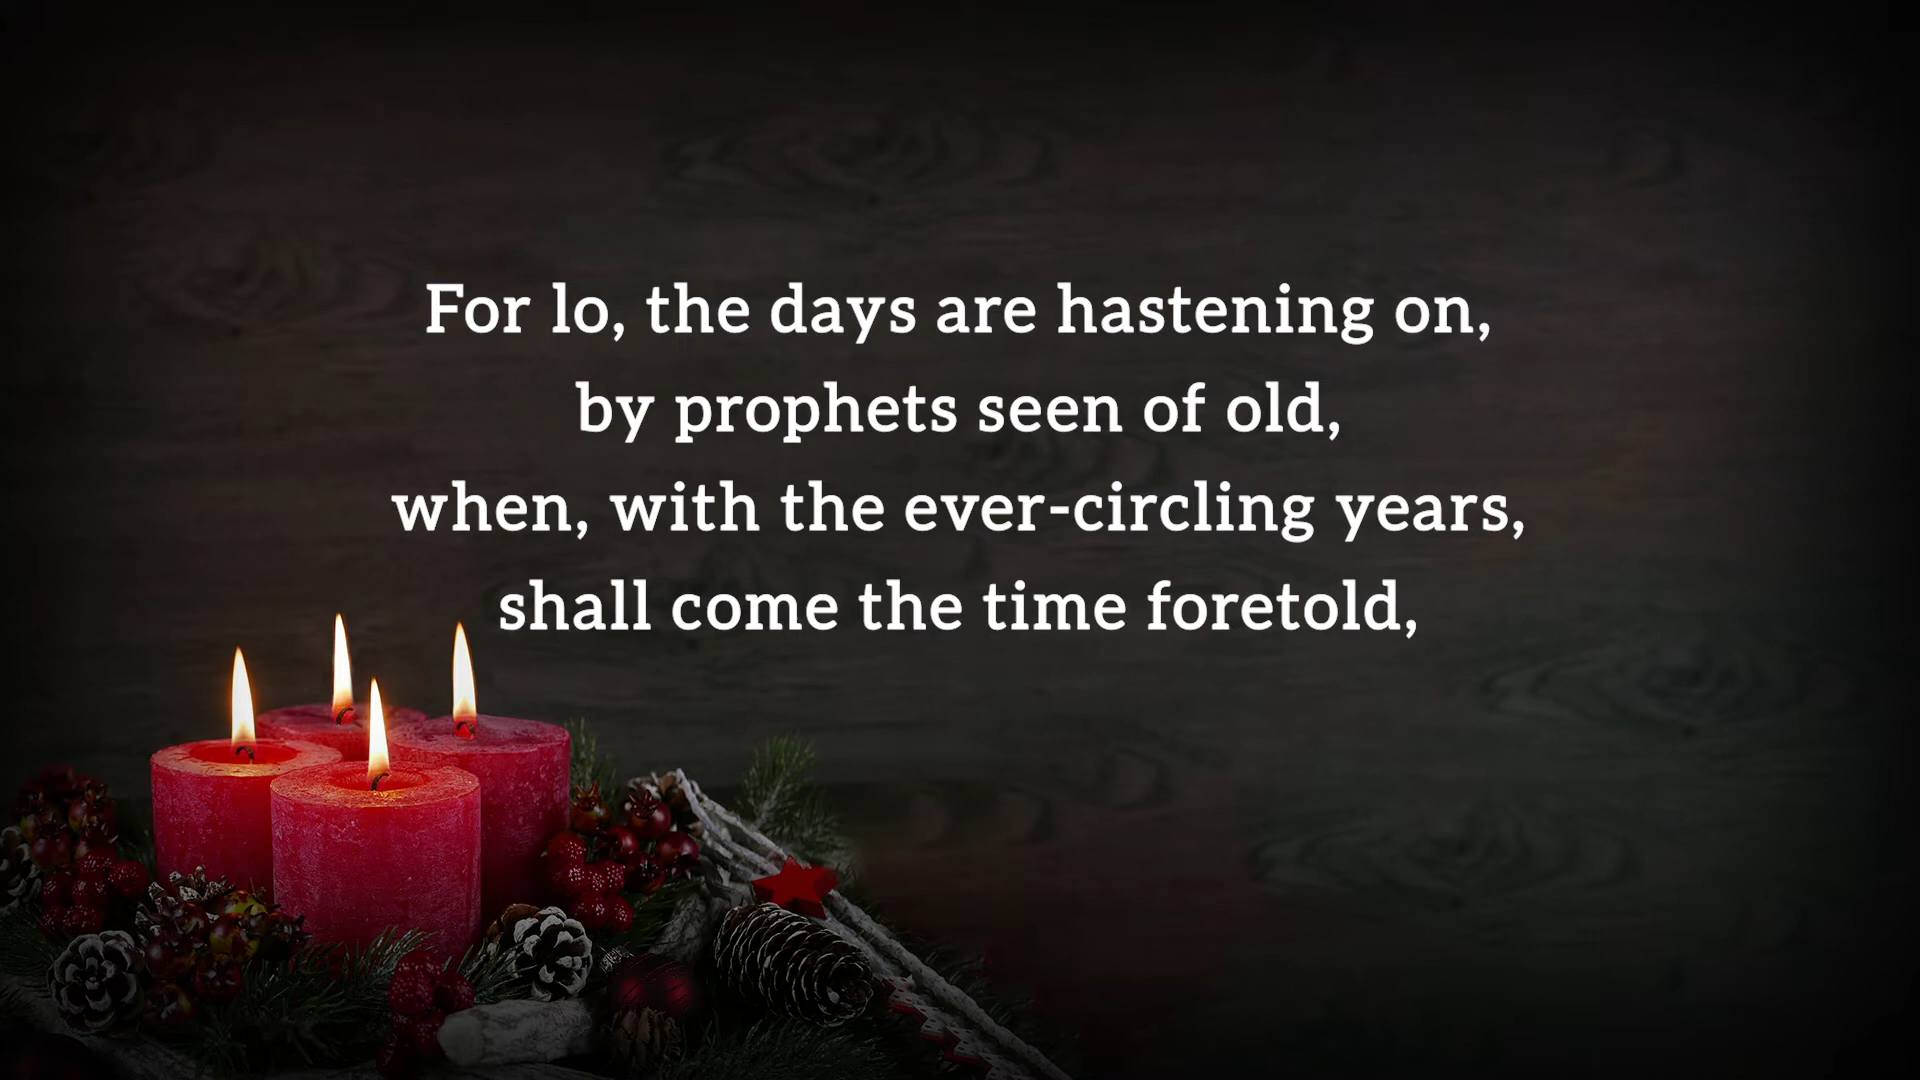 For lo, the days are hastening on,
by prophets seen of old,
when, with the ever-circling years,
shall come the time foretold,